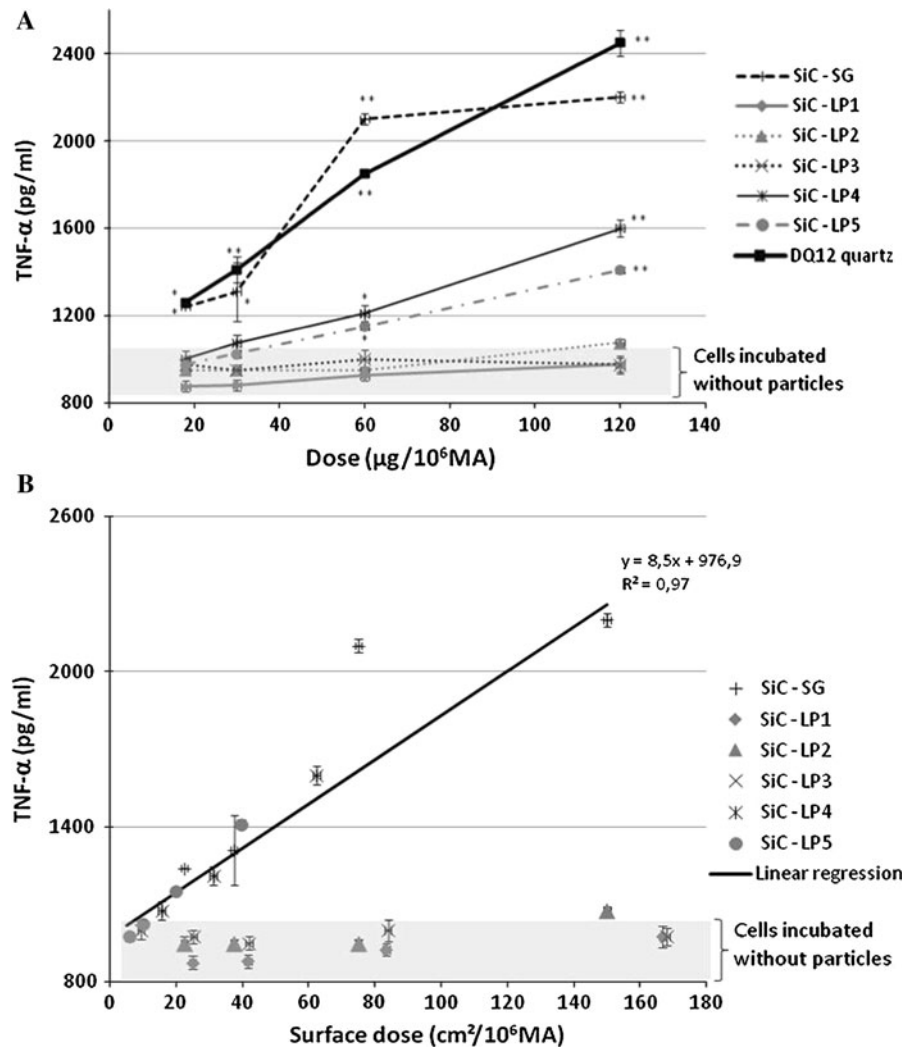 A
TNF-α (pg/ml)
2400
2000
1600
1200
800
0 20 40 60 80 100 120 140
Dose (µg/10⁶MA)
** ** ** ** ** ** ** * * * * *
SiC - SG
SiC - LP1
SiC - LP2
SiC - LP3
SiC - LP4
SiC - LP5
DQ12 quartz
Cells incubated
without particles
B
TNF-α (pg/ml)
2600
2000
1400
800
0 20 40 60 80 100 120 140 160 180
Surface dose (cm²/10⁶MA)
y = 8,5x + 976,9
R² = 0,97
SiC - SG
SiC - LP1
SiC - LP2
SiC - LP3
SiC - LP4
SiC - LP5
Linear regression
Cells incubated
without particles